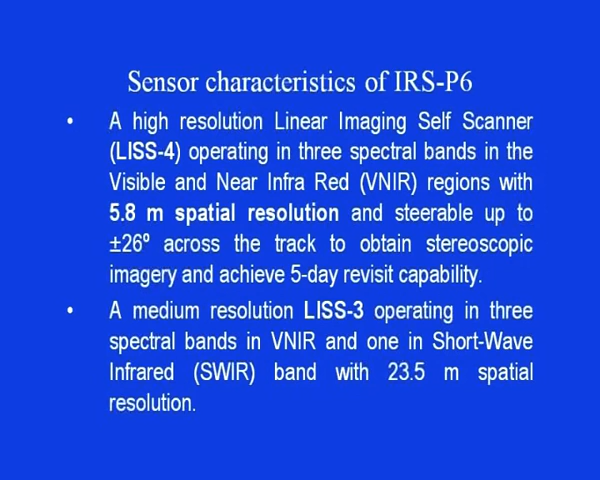 Sensor characteristics of IRS-P6
• A high resolution Linear Imaging Self Scanner
(LISS-4) operating in three spectral bands in the
Visible and Near Infra Red (VNIR) regions with
5.8 m spatial resolution and steerable up to
±26º across the track to obtain stereoscopic
imagery and achieve 5-day revisit capability.
• A medium resolution LISS-3 operating in three
spectral bands in VNIR and one in Short-Wave
Infrared (SWIR) band with 23.5 m spatial
resolution.